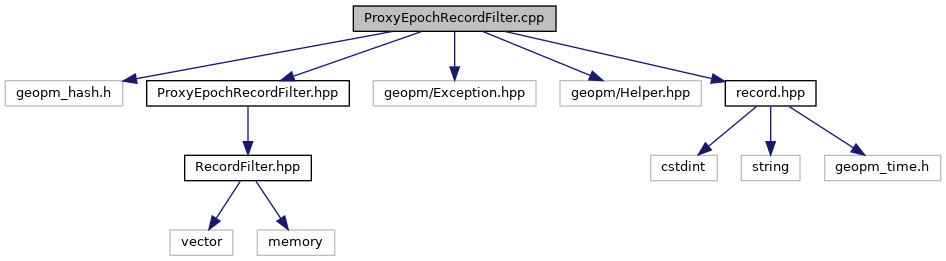 ProxyEpochRecordFilter.cpp
geopm_hash.h
ProxyEpochRecordFilter.hpp
geopm/Exception.hpp
geopm/Helper.hpp
record.hpp
RecordFilter.hpp
cstdint
string
geopm_time.h
vector
memory